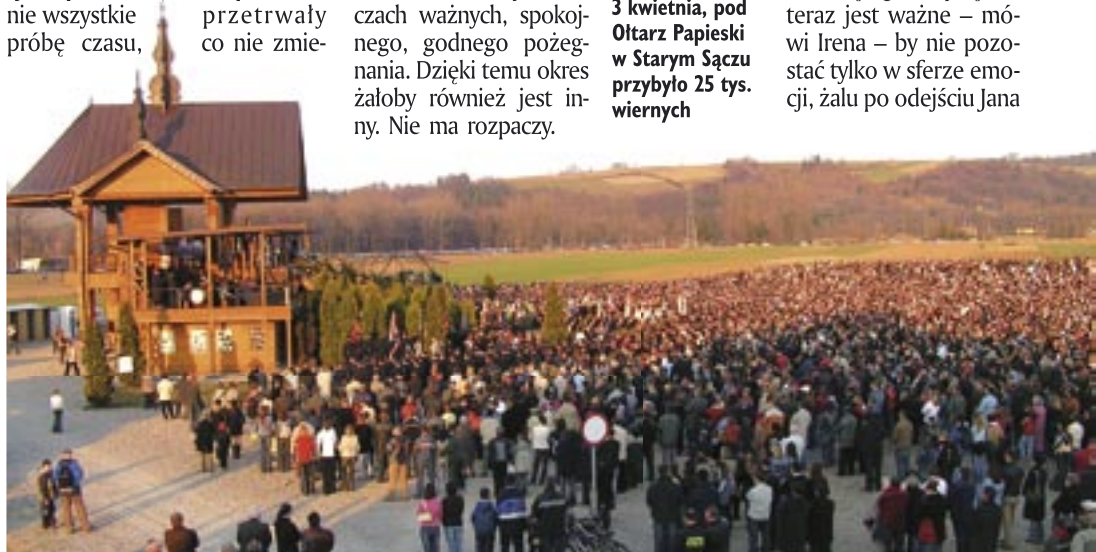 nie wszystkie
próbę czasu,
przetrwały
co nie zmie-
czach ważnych, spokoj-
nego, godnego pożeg-
nania. Dzięki temu okres
żałoby również jest in-
ny. Nie ma rozpaczy.
3 kwietnia, pod
Ołtarz Papieski
w Starym Sączu
przybyło 25 tys.
wiernych
teraz jest ważne – mó-
wi Irena – by nie pozo-
stać tylko w sferze emo-
cji, żalu po odejściu Jana